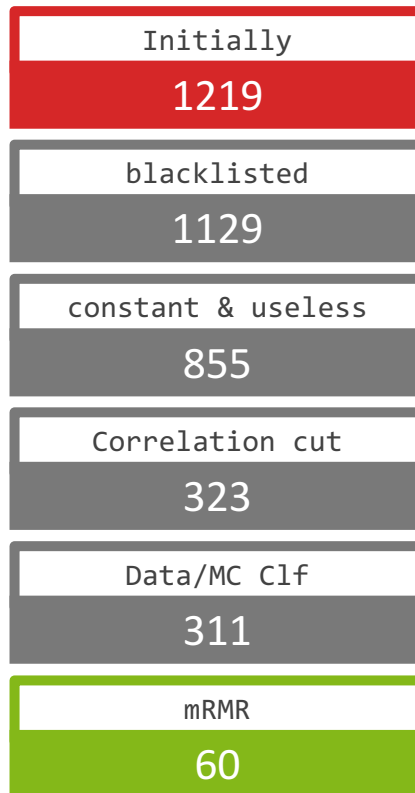 Initially
1219
blacklisted
1129
constant & useless
855
Correlation cut
323
Data/MC Clf
311
mRMR
60